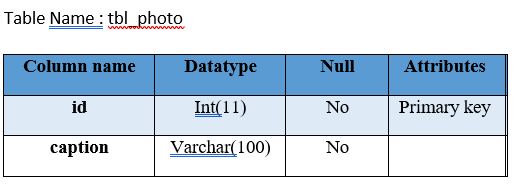 Table Name : tbl_photo
Column name Datatype Null Attributes
id Int(11) No Primary key
caption Varchar(100) No